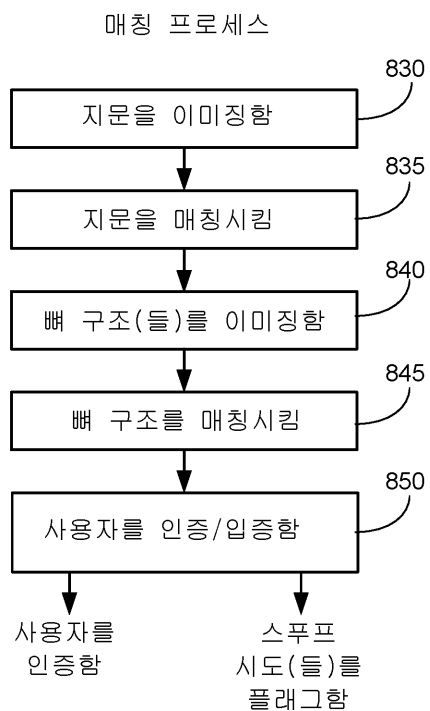 매칭 프로세스
830
지문을 이미징함
835
지문을 매칭시킴
840
뼈 구조(들)를 이미징함
845
뼈 구조를 매칭시킴
850
사용자를 인증/입증함
사용자를
인증함
스푸프
시도(들)를
플래그함